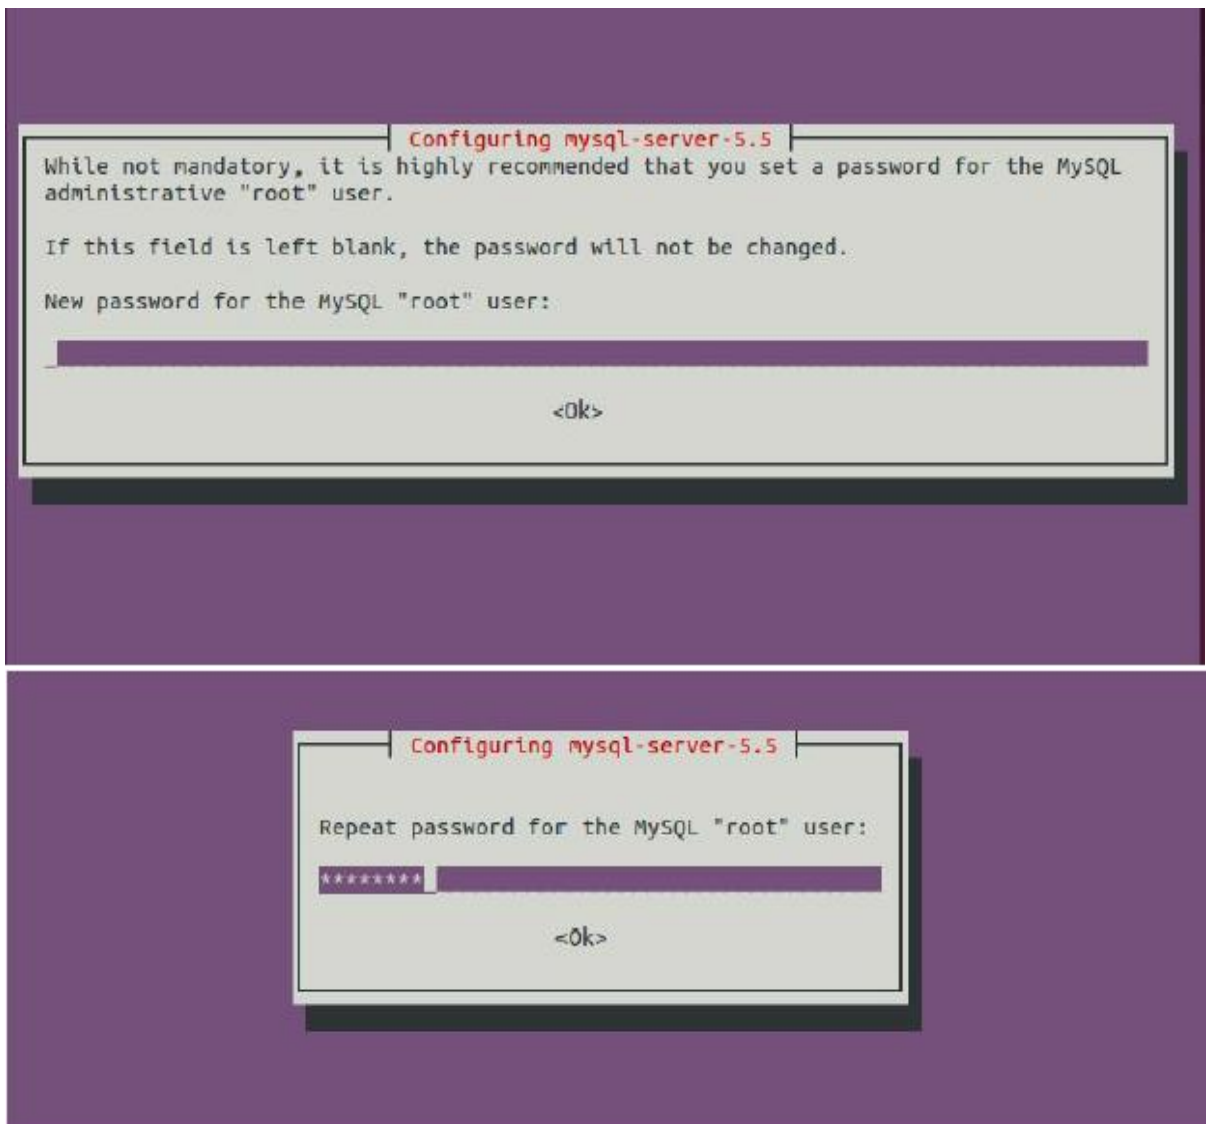 Configuring mysql-server-5.5
While not mandatory, it is highly recommended that you set a password for the MySQL
administrative "root" user.
If this field is left blank, the password will not be changed.
New password for the MySQL "root" user:
<Ok>
Configuring mysql-server-5.5
Repeat password for the MySQL "root" user:
********
<Ok>